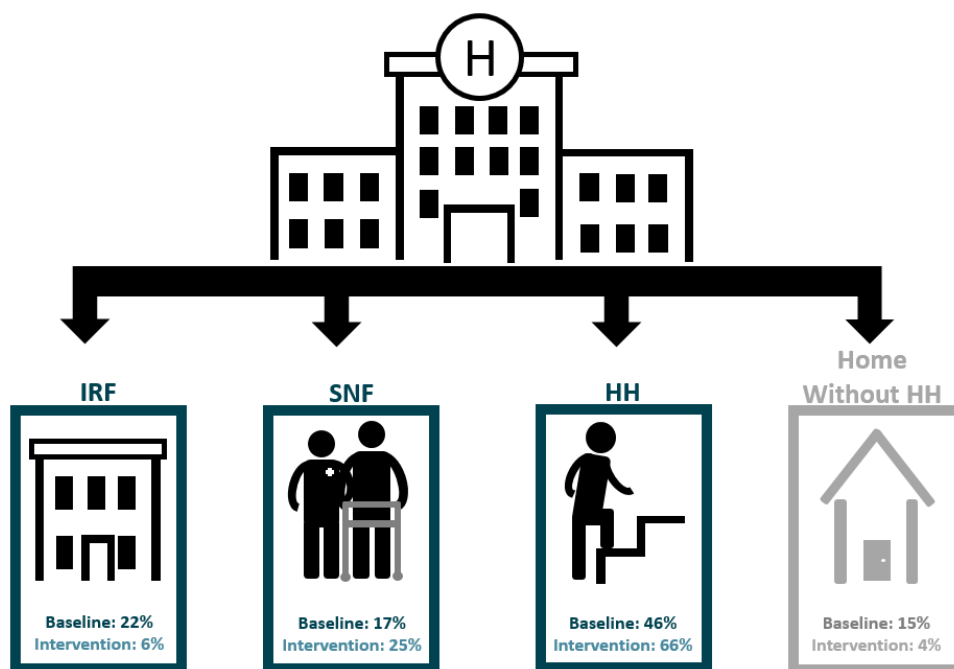 H
IRF
SNF
HH
Home
Without HH
Baseline: 22%
Intervention: 6%
Baseline: 17%
Intervention: 25%
Baseline: 46%
Intervention: 66%
Baseline: 15%
Intervention: 4%